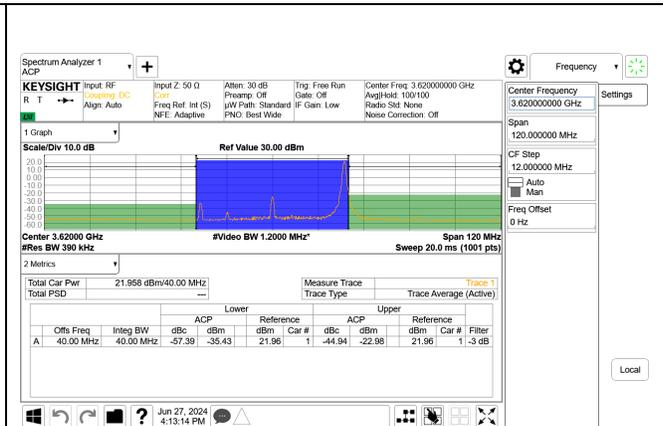 Spectrum Analyzer 1
ACP
Frequency
KEYSIGHT Input: RF Input Z: 50 Ω Atten: 30 dB Trig: Free Run Center Freq: 3.620000000 GHz
R T Coupling: DC Corr Preamp: Off Gate: Off Avg|Hold: 100/100
Align: Auto Freq Ref: Int (S) µW Path: Standard IF Gain: Low Radio Std: None
LXI NFE: Adaptive PNO: Best Wide Noise Correction: Off
Center Frequency
3.620000000 GHz
Settings
Span
120.000000 MHz
CF Step
12.000000 MHz
Auto
Man
Freq Offset
0 Hz
Local
1 Graph
Scale/Div 10.0 dB Ref Value 30.00 dBm
20.0
10.0
0.00
-10.0
-20.0
-30.0
-40.0
-50.0
-60.0
Center 3.62000 GHz #Video BW 1.2000 MHz* Span 120 MHz
#Res BW 390 kHz Sweep 20.0 ms (1001 pts)
2 Metrics
Total Car Pwr 21.958 dBm/40.00 MHz Measure Trace Trace 1
Total PSD --- Trace Type Trace Average (Active)
Lower Upper
ACP Reference ACP Reference
Offs Freq Integ BW dBc dBm dBm Car # dBc dBm dBm Car # Filter
A 40.00 MHz 40.00 MHz -57.39 -35.43 21.96 1 -44.94 -22.98 21.96 1 -3 dB
? Jun 27, 2024
4:13:14 PM